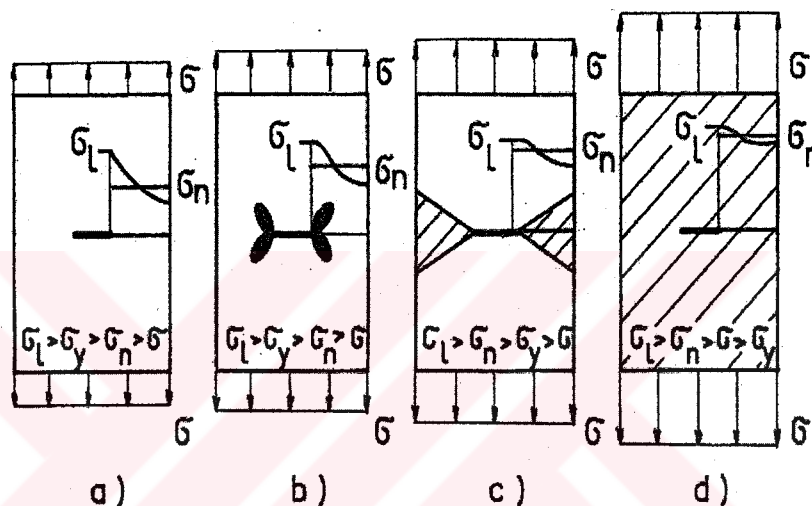 σ σ σ σ
σl σn σl σn σl σn σl σn
σl > σy > σn > σ σl > σy > σn > σ σl > σn > σy > σ σl > σn > σ > σy
σ σ σ σ
a) b) c) d)